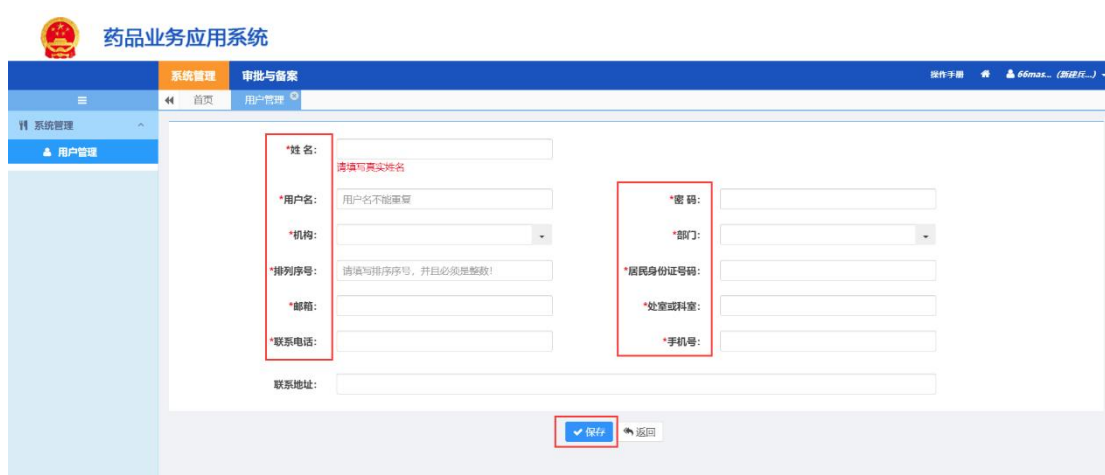 药品业务应用系统
系统管理 审批与备案 操作手册 66mas... (新建兵...)
首页 用户管理
系统管理
用户管理
*姓 名:
请填写真实姓名
*用户名: 用户名不能重复 *密 码:
*机构: *部门:
*排列序号: 请填写排序序号，并且必须是整数! *居民身份证号码:
*邮箱: *处室或科室:
*联系电话: *手机号:
联系地址:
保存 返回